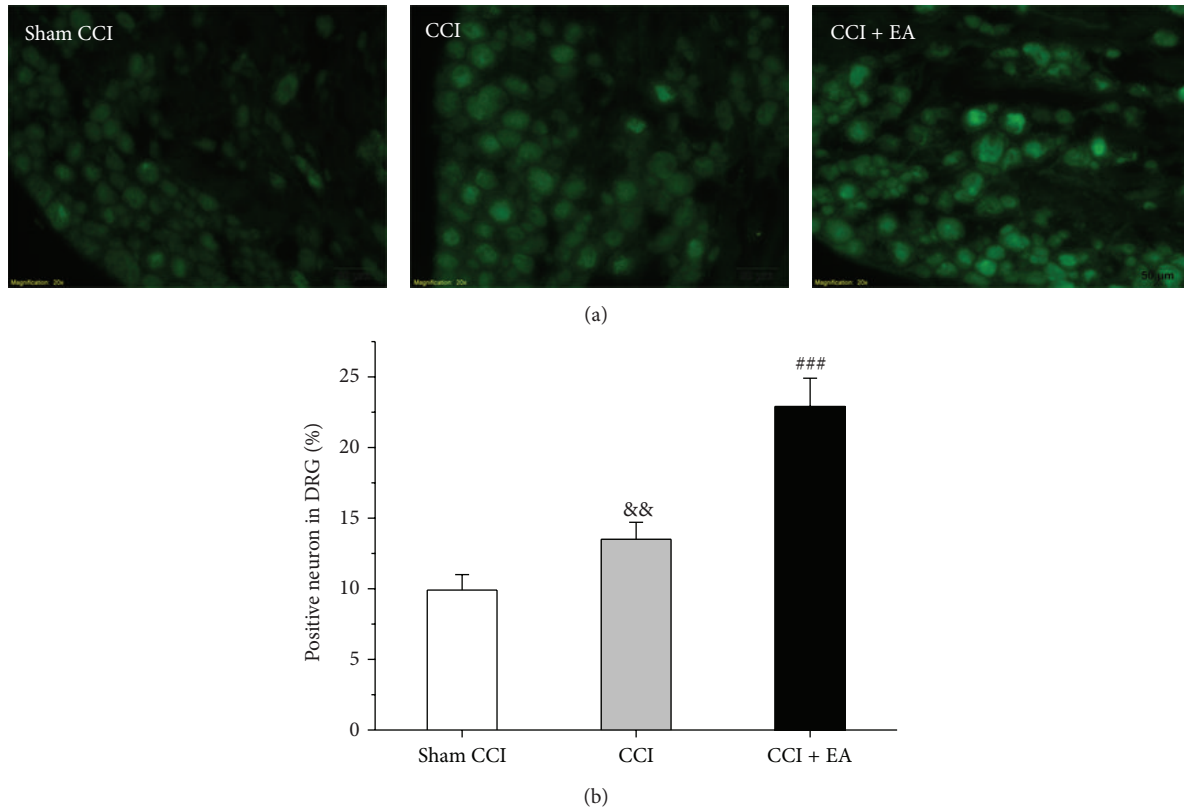 Sham CCI
CCI
CCI + EA
Magnification: 20x
Magnification: 20x
Magnification: 20x
50 μm
(a)
Positive neuron in DRG (%)
25
20
15
10
5
0
&&
###
Sham CCI
CCI
CCI + EA
(b)